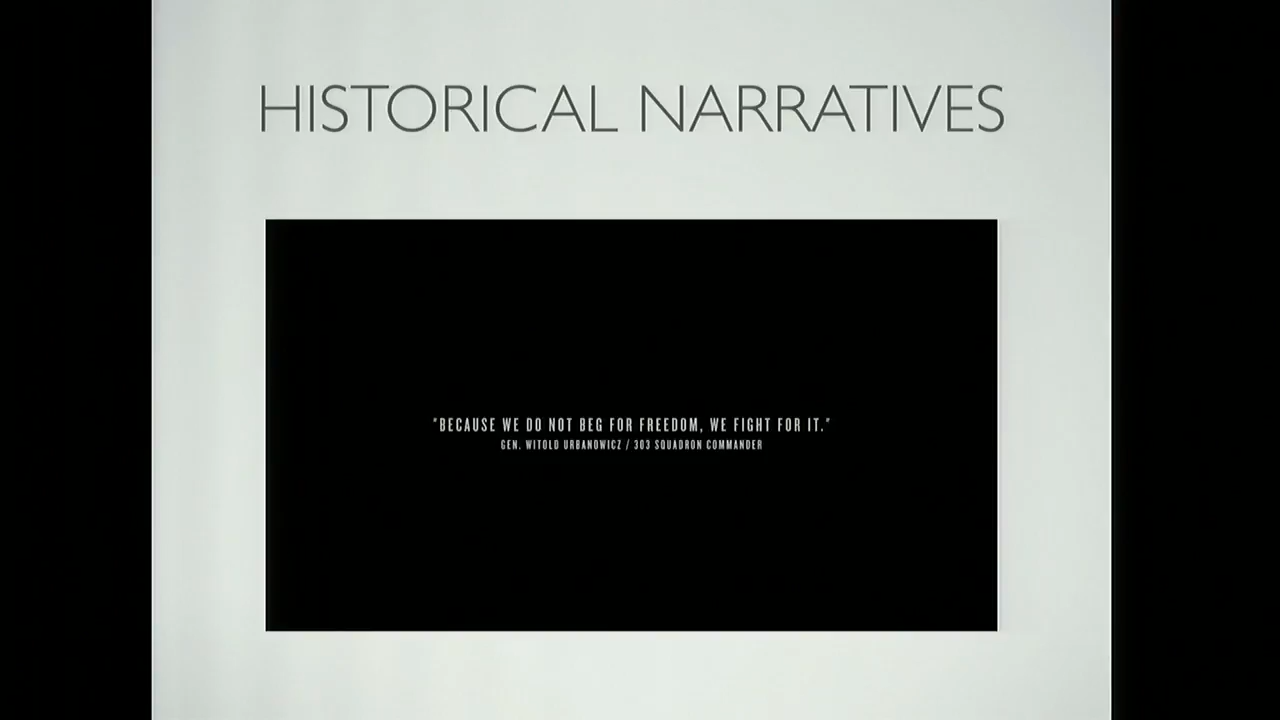 HISTORICAL NARRATIVES
"BECAUSE WE DO NOT BEG FOR FREEDOM, WE FIGHT FOR IT."
GEN. WITOLD URBANOWICZ / 303 SQUADRON COMMANDER